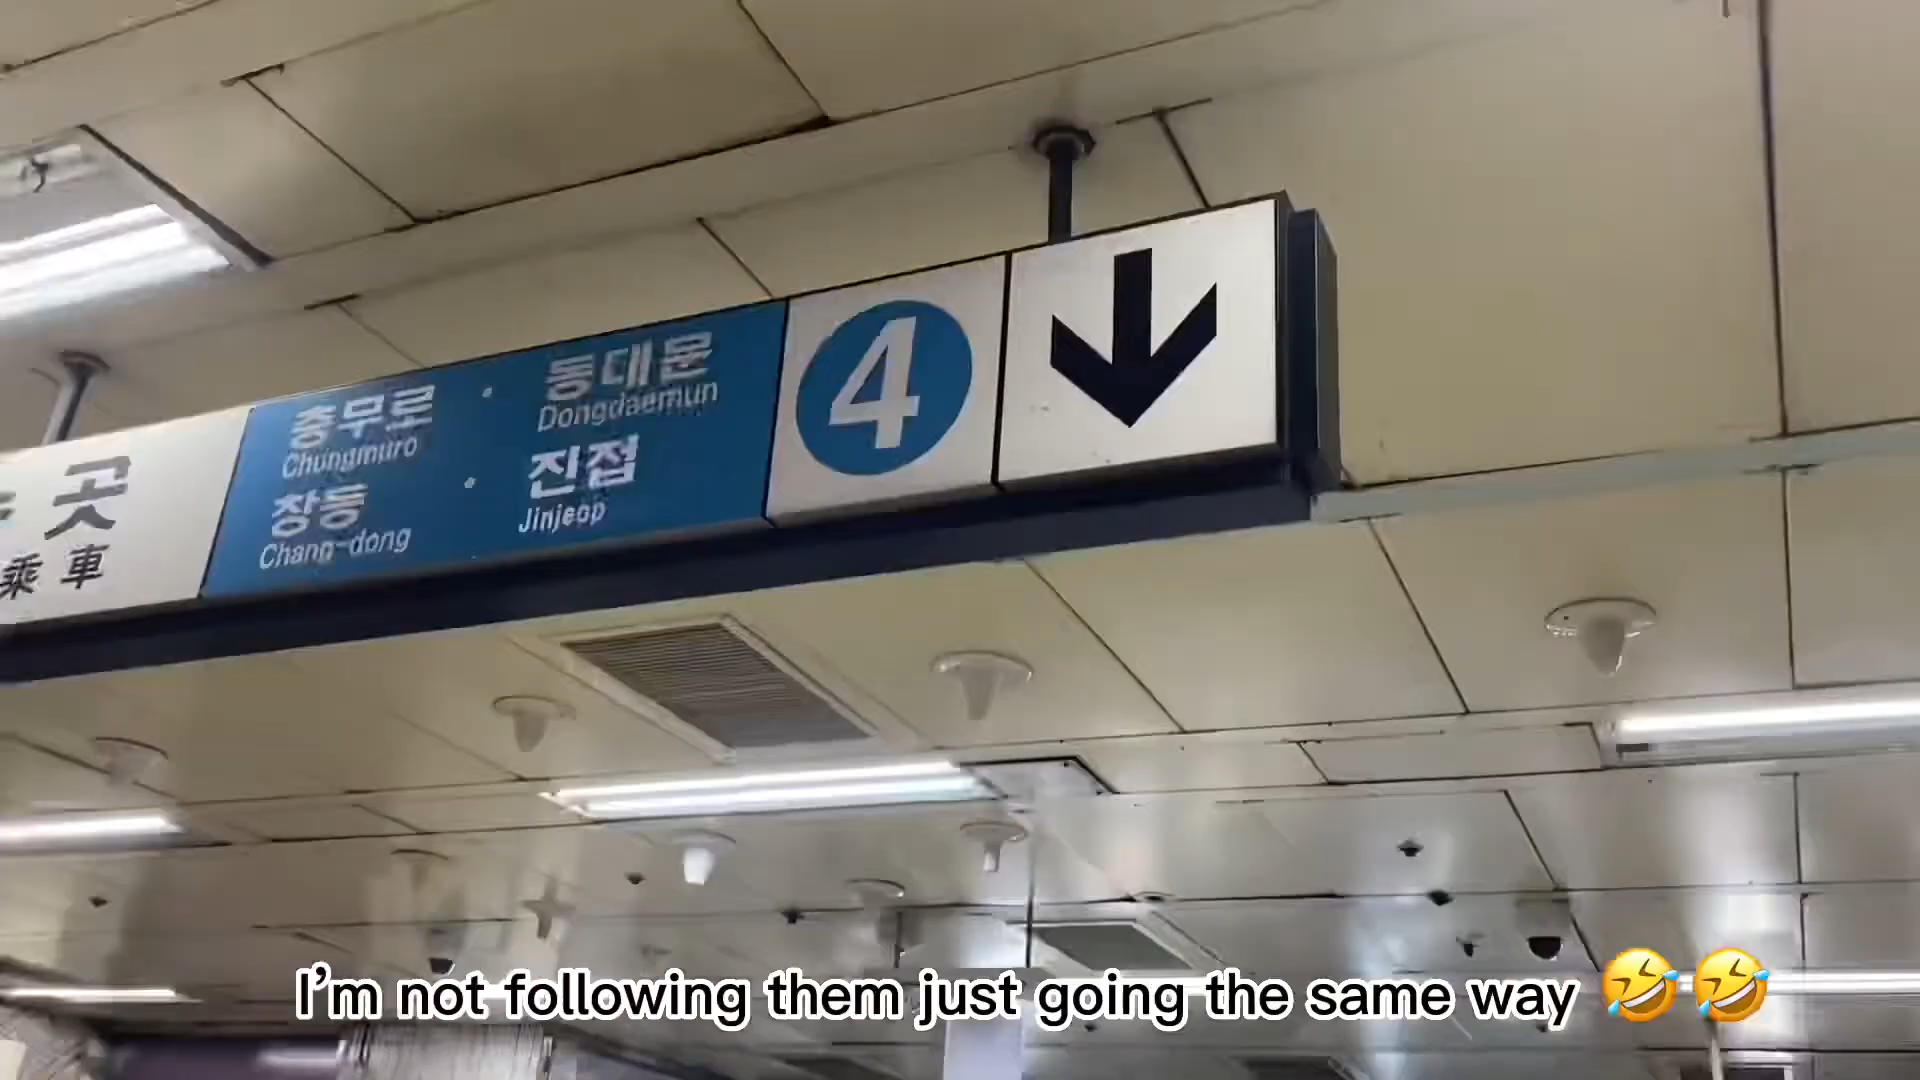 곳
乘車
충무로 · 동대문
Chungmuro Dongdaemun
창동 · 진접
Chang-dong Jinjeop
4
I'm not following them just going the same way 🤣🤣